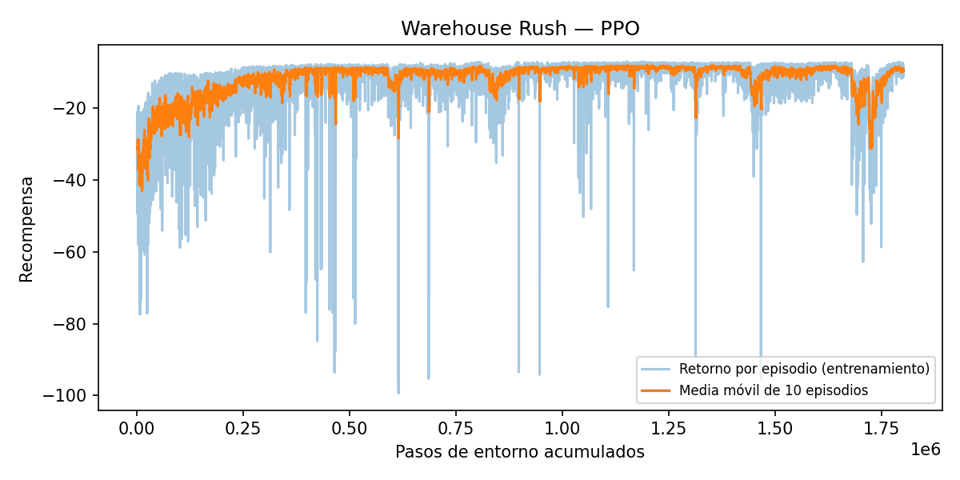 Warehouse Rush — PPO
Recompensa
−20
−40
−60
−80
−100
Retorno por episodio (entrenamiento)
Media móvil de 10 episodios
0.00
0.25
0.50
0.75
1.00
1.25
1.50
1.75
1e6
Pasos de entorno acumulados